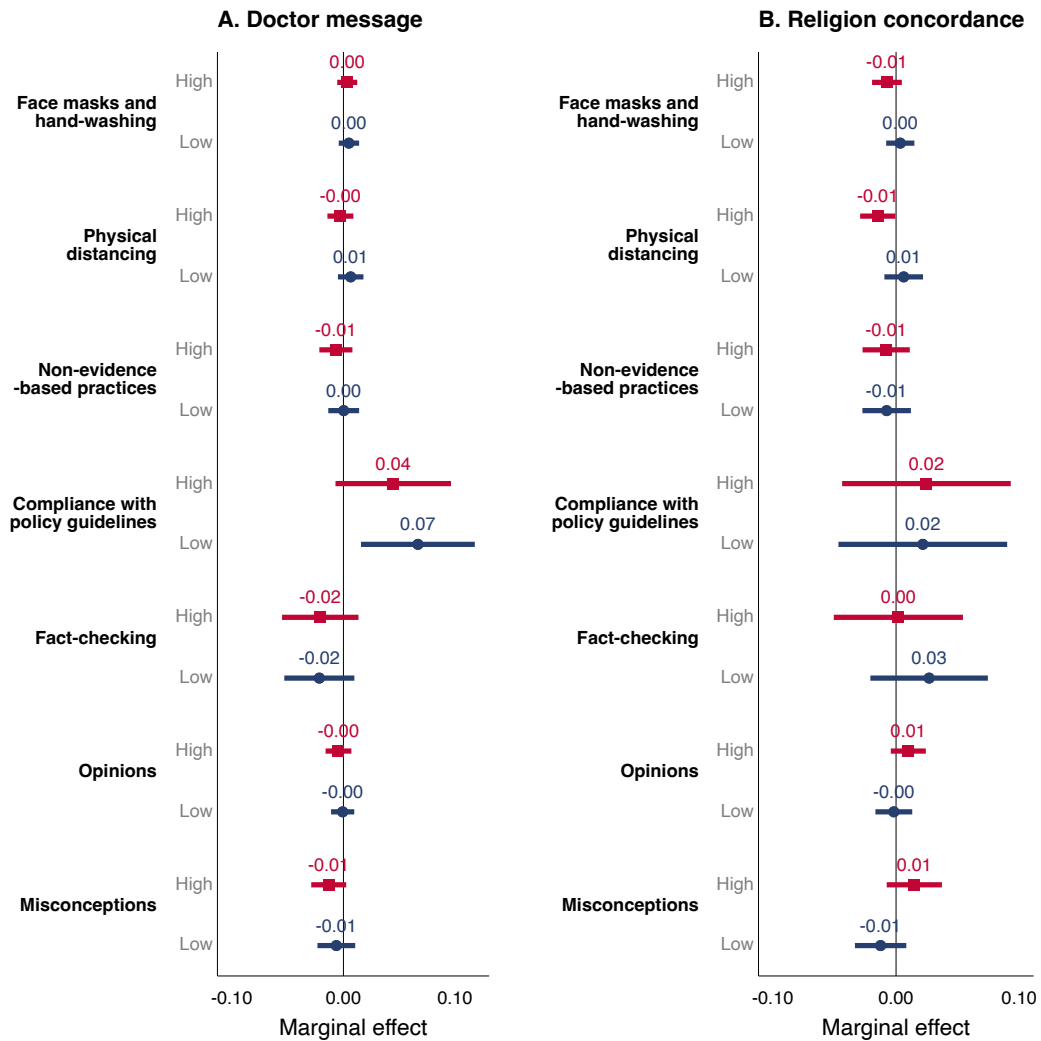 A. Doctor message
0.00
High
Face masks and
hand-washing
0.00
Low
-0.00
High
Physical
distancing
0.01
Low
-0.01
High
Non-evidence
-based practices
0.00
Low
0.04
High
Compliance with
policy guidelines
0.07
Low
-0.02
High
Fact-checking
-0.02
Low
-0.00
High
Opinions
-0.00
Low
-0.01
High
Misconceptions
-0.01
Low
-0.10 0.00 0.10
Marginal effect
B. Religion concordance
-0.01
High
Face masks and
hand-washing
0.00
Low
-0.01
High
Physical
distancing
0.01
Low
-0.01
High
Non-evidence
-based practices
-0.01
Low
0.02
High
Compliance with
policy guidelines
0.02
Low
0.00
High
Fact-checking
0.03
Low
0.01
High
Opinions
-0.00
Low
0.01
High
Misconceptions
-0.01
Low
-0.10 0.00 0.10
Marginal effect